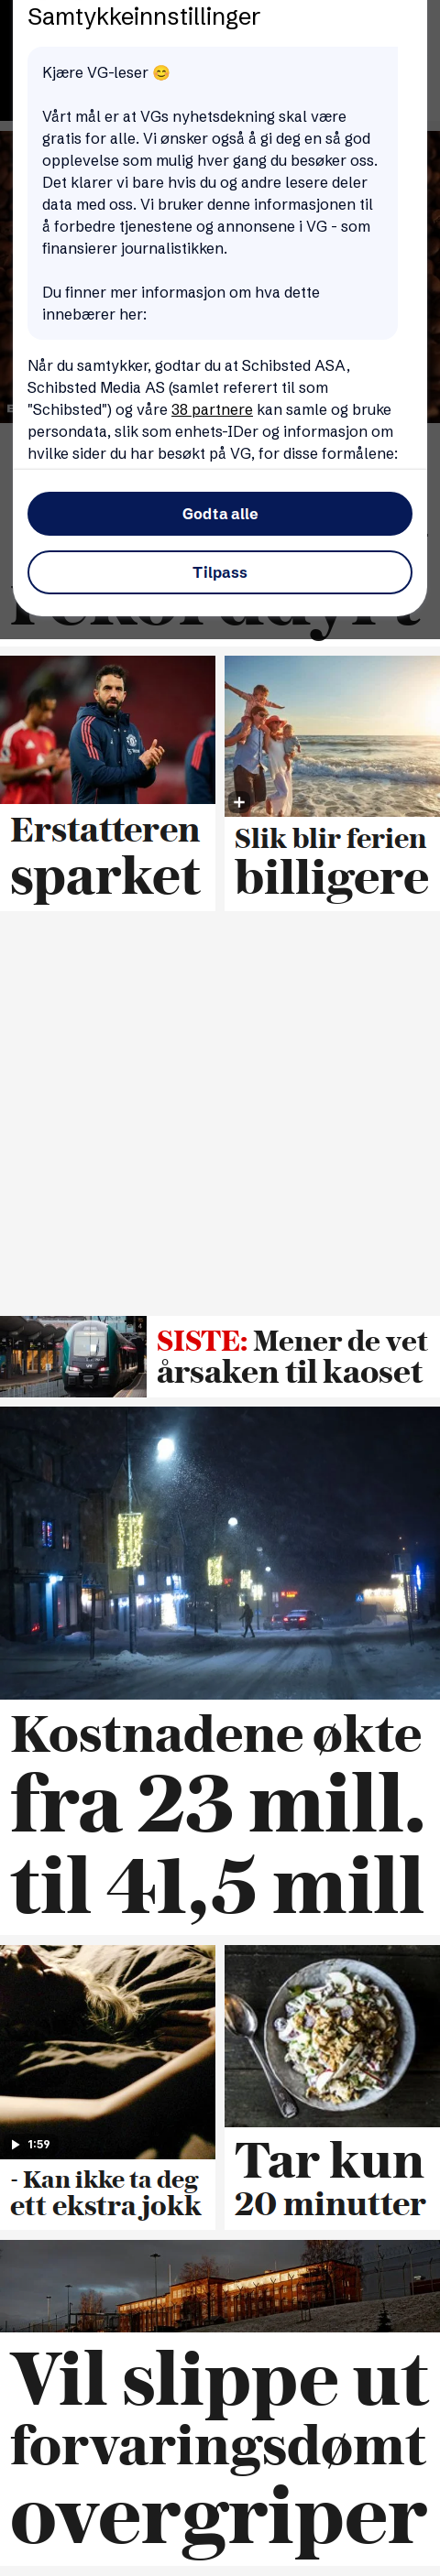 Samtykkeinnstillinger
Kjære VG-leser 😊
Vårt mål er at VGs nyhetsdekning skal være
gratis for alle. Vi ønsker også å gi deg en så god
opplevelse som mulig hver gang du besøker oss.
Det klarer vi bare hvis du og andre lesere deler
data med oss. Vi bruker denne informasjonen til
å forbedre tjenestene og annonsene i VG - som
finansierer journalistikken.
Du finner mer informasjon om hva dette
innebærer her:
Når du samtykker, godtar du at Schibsted ASA,
Schibsted Media AS (samlet referert til som
"Schibsted") og våre 38 partnere kan samle og bruke
persondata, slik som enhets-IDer og informasjon om
hvilke sider du har besøkt på VG, for disse formålene:
Godta alle
Tilpass
Erstatteren
sparket
Slik blir ferien
billigere
SISTE: Mener de vet
årsaken til kaoset
Kostnadene økte
fra 23 mill.
til 41,5 mill
1:59
- Kan ikke ta deg
ett ekstra jokk
Tar kun
20 minutter
Vil slippe ut
forvaringsdømt
overgriper